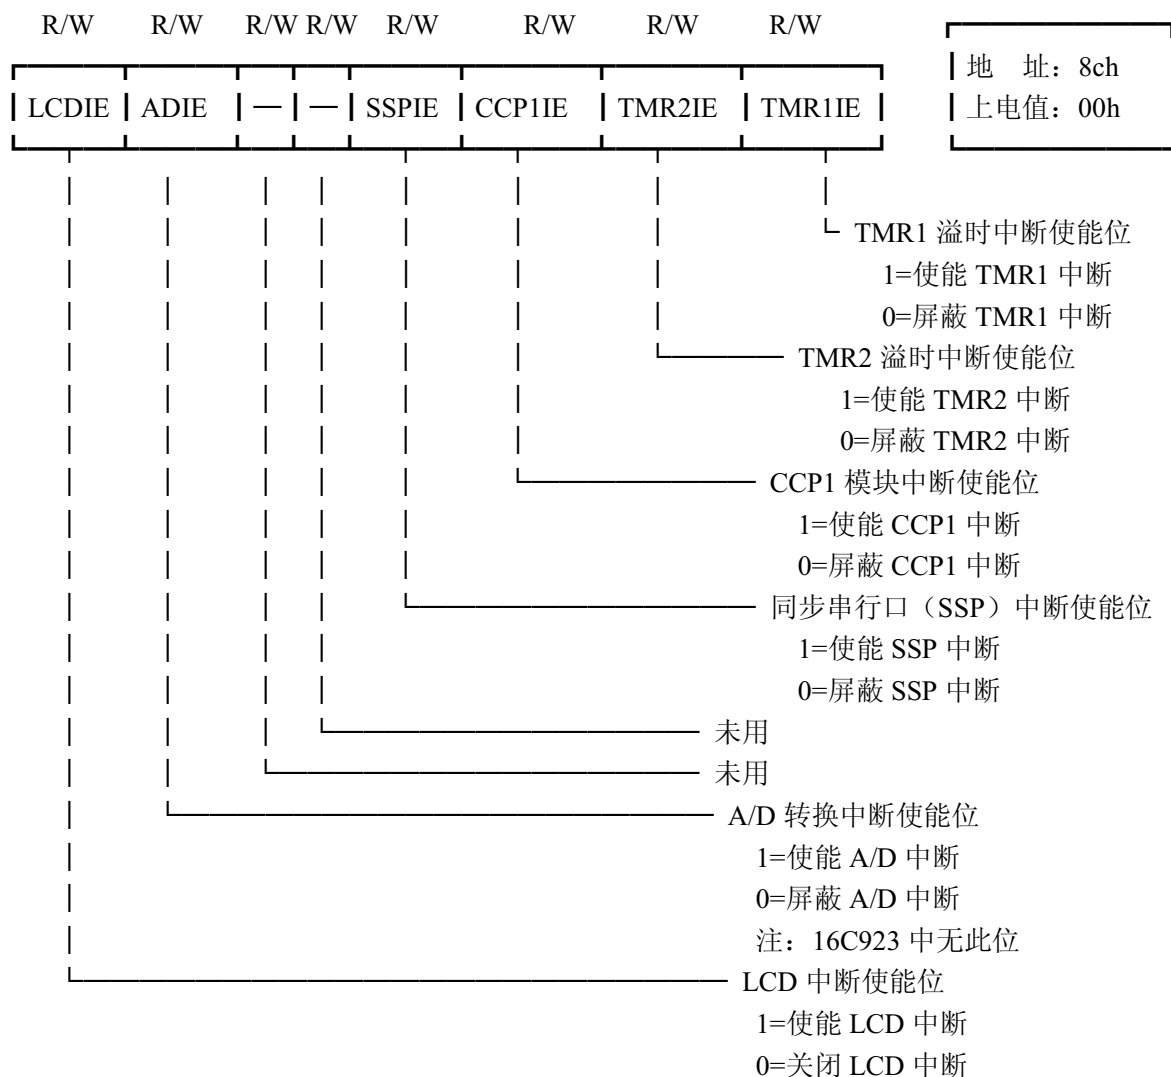 R/W R/W R/W R/W R/W R/W R/W R/W
地 址：8ch
LCDIE ADIE — — SSPIE CCP1IE TMR2IE TMR1IE
上电值：00h
TMR1 溢时中断使能位
1=使能 TMR1 中断
0=屏蔽 TMR1 中断
TMR2 溢时中断使能位
1=使能 TMR2 中断
0=屏蔽 TMR2 中断
CCP1 模块中断使能位
1=使能 CCP1 中断
0=屏蔽 CCP1 中断
同步串行口（SSP）中断使能位
1=使能 SSP 中断
0=屏蔽 SSP 中断
未用
未用
A/D 转换中断使能位
1=使能 A/D 中断
0=屏蔽 A/D 中断
注：16C923 中无此位
LCD 中断使能位
1=使能 LCD 中断
0=关闭 LCD 中断